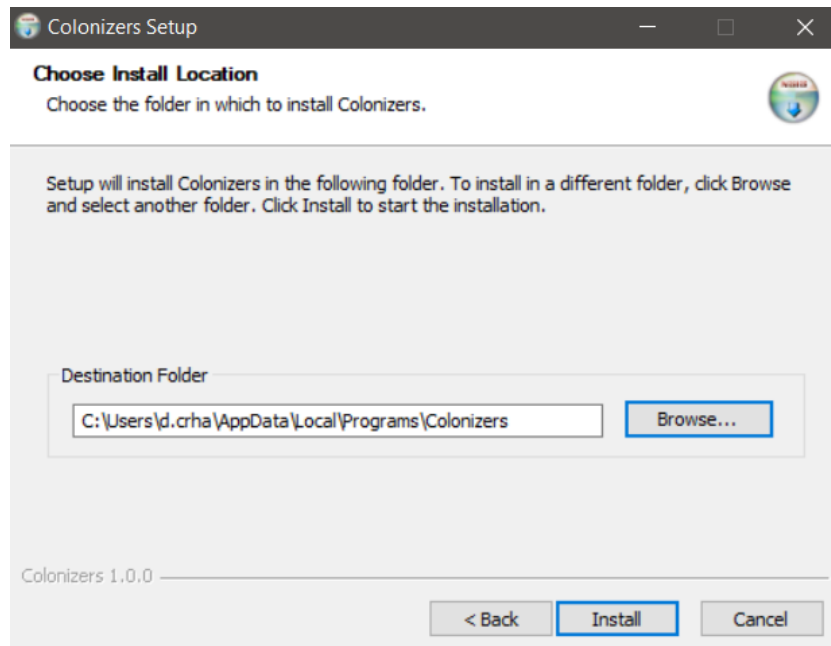 Colonizers Setup
Choose Install Location
Choose the folder in which to install Colonizers.
Setup will install Colonizers in the following folder. To install in a different folder, click Browse
and select another folder. Click Install to start the installation.
Destination Folder
C:\Users\d.crha\AppData\Local\Programs\Colonizers
Browse...
Colonizers 1.0.0
< Back
Install
Cancel